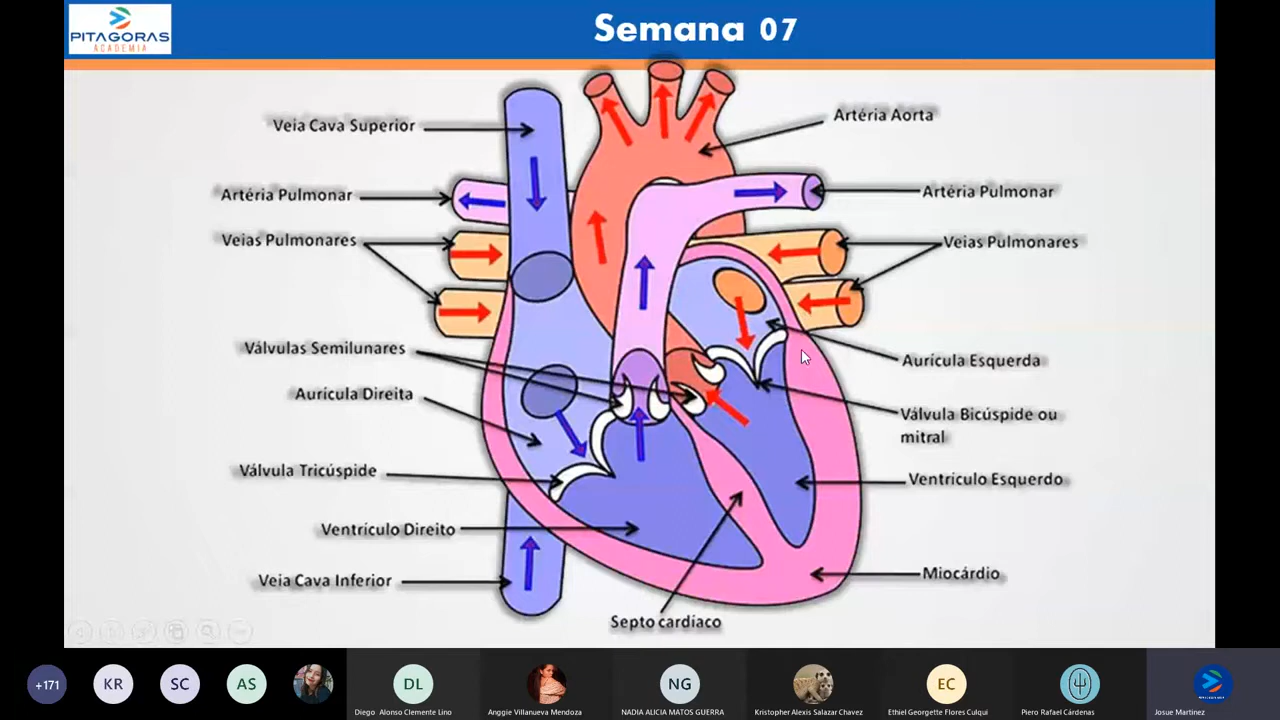 PITAGORAS
ACADEMIA
Semana 07
Veia Cava Superior
Artéria Aorta
Artéria Pulmonar
Artéria Pulmonar
Veias Pulmonares
Veias Pulmonares
Válvulas Semilunares
Aurícula Esquerda
Aurícula Direita
Válvula Bicúspide ou
mitral
Válvula Tricúspide
Ventrículo Esquerdo
Ventrículo Direito
Veia Cava Inferior
Miocárdio
Septo cardíaco
+171
KR
SC
AS
DL
NG
EC
Diego Alonso Clemente Lino
Anggie Villanueva Mendoza
NADIA ALICIA MATOS GUERRA
Kristopher Alexis Salazar Chavez
Ethiel Georgette Flores Culqui
Piero Rafael Cárdenas
Josue Martinez